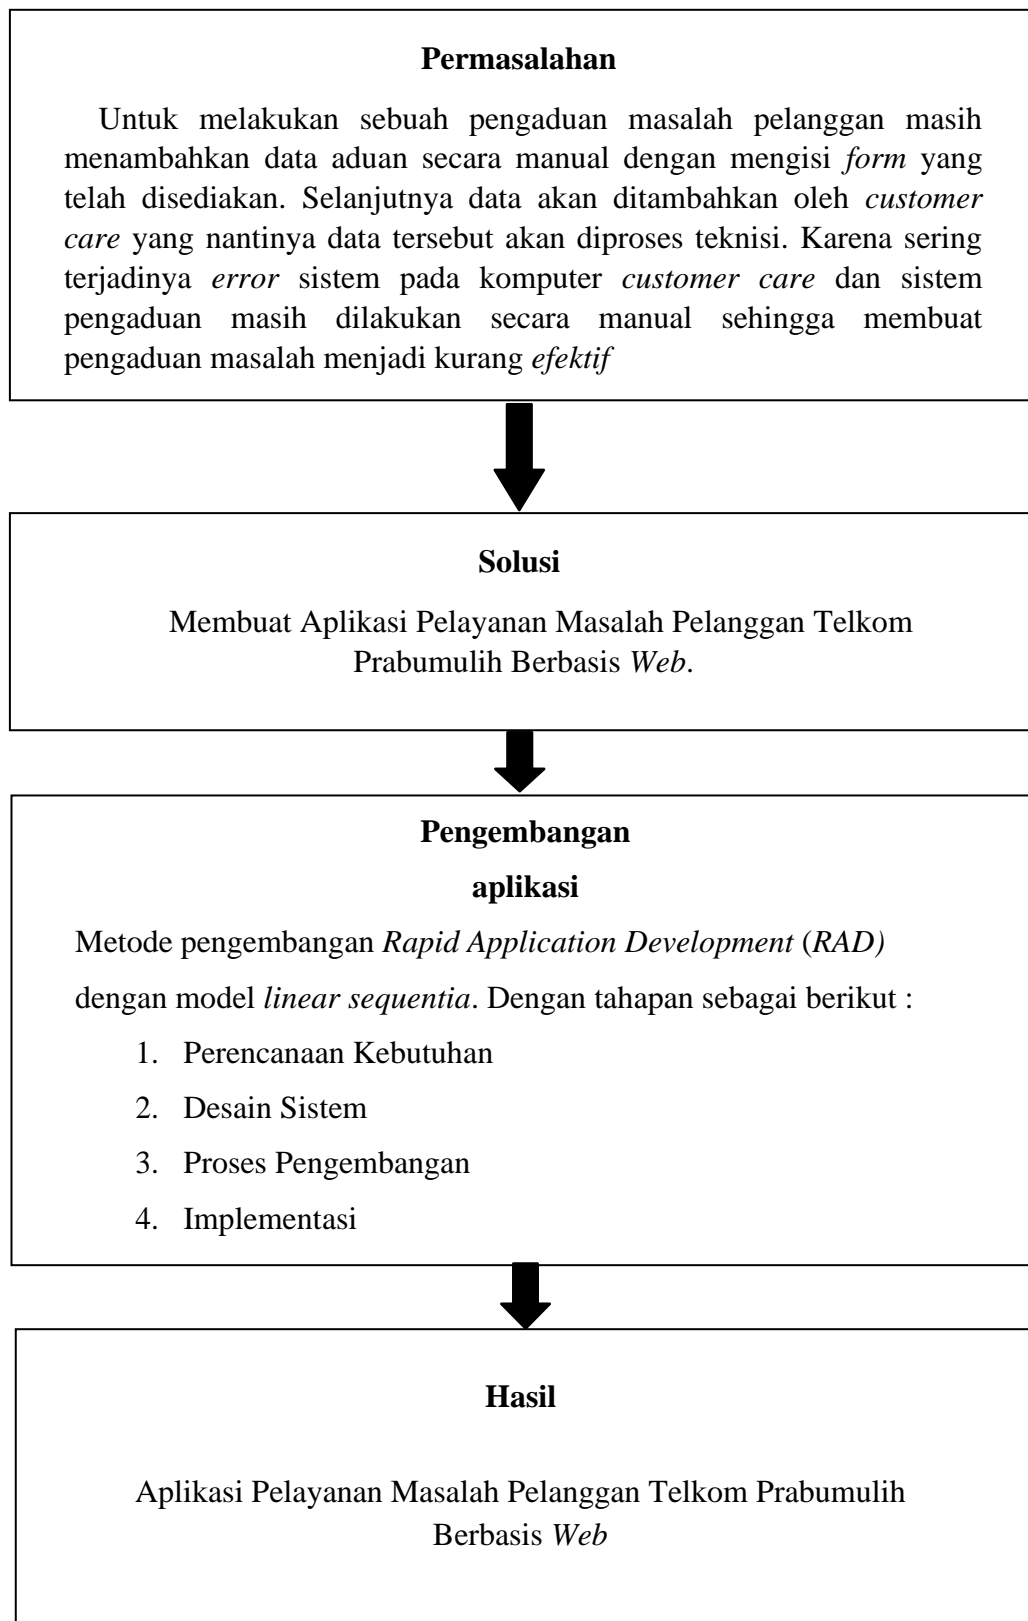 Permasalahan
Untuk melakukan sebuah pengaduan masalah pelanggan masih
menambahkan data aduan secara manual dengan mengisi form yang
telah disediakan. Selanjutnya data akan ditambahkan oleh customer
care yang nantinya data tersebut akan diproses teknisi. Karena sering
terjadinya error sistem pada komputer customer care dan sistem
pengaduan masih dilakukan secara manual sehingga membuat
pengaduan masalah menjadi kurang efektif
Solusi
Membuat Aplikasi Pelayanan Masalah Pelanggan Telkom
Prabumulih Berbasis Web.
Pengembangan
aplikasi
Metode pengembangan Rapid Application Development (RAD)
dengan model linear sequentia. Dengan tahapan sebagai berikut :
1. Perencanaan Kebutuhan
2. Desain Sistem
3. Proses Pengembangan
4. Implementasi
Hasil
Aplikasi Pelayanan Masalah Pelanggan Telkom Prabumulih
Berbasis Web